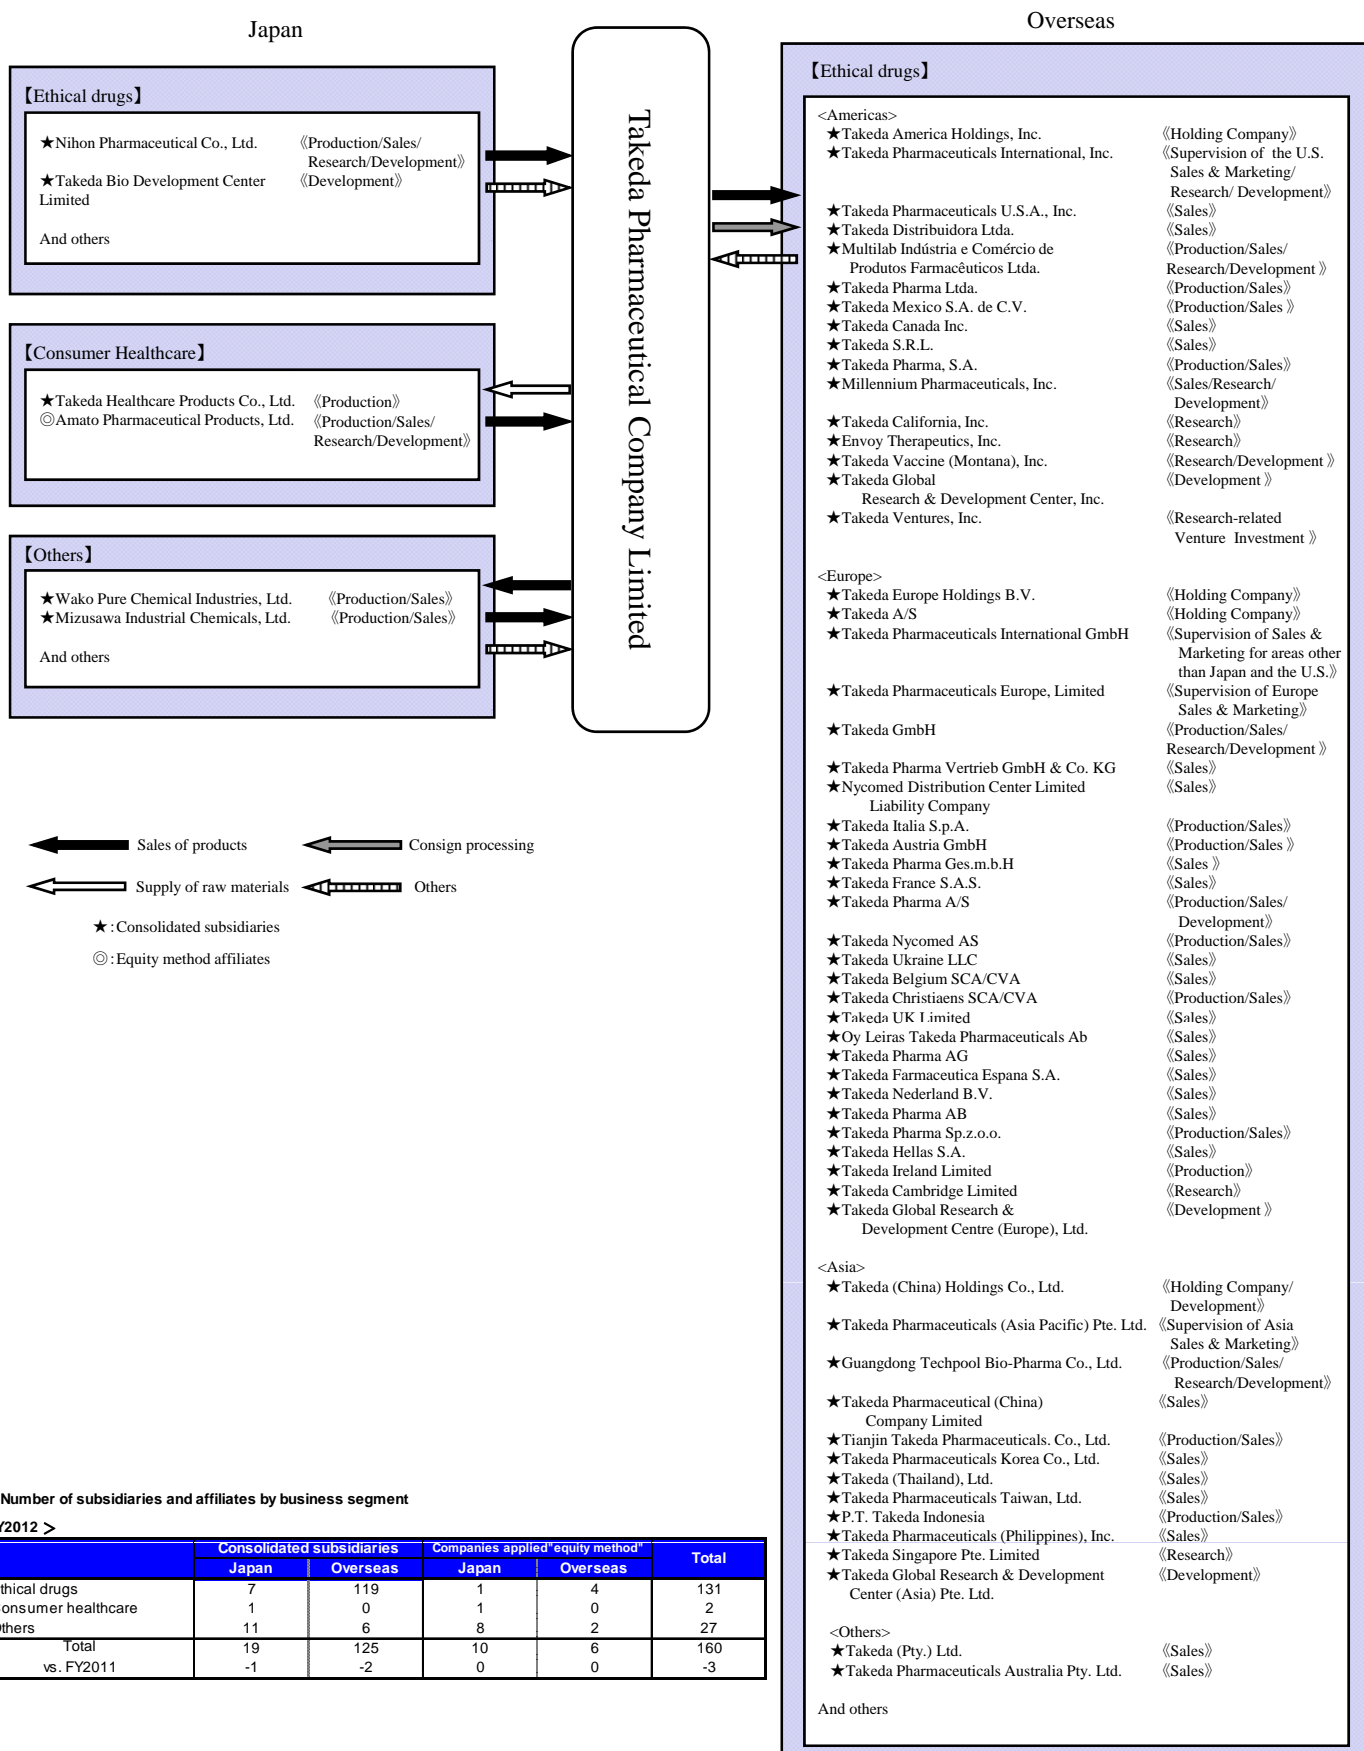 Japan
Overseas
【Ethical drugs】
★Nihon Pharmaceutical Co., Ltd. 《Production/Sales/
Research/Development》
★Takeda Bio Development Center 《Development》
Limited
And others
【Consumer Healthcare】
★Takeda Healthcare Products Co., Ltd. 《Production》
◎Amato Pharmaceutical Products, Ltd. 《Production/Sales/
Research/Development》
【Others】
★Wako Pure Chemical Industries, Ltd. 《Production/Sales》
★Mizusawa Industrial Chemicals, Ltd. 《Production/Sales》
And others
Takeda Pharmaceutical Company Limited
Sales of products
Consign processing
Supply of raw materials
Others
★:Consolidated subsidiaries
◎:Equity method affiliates
【Ethical drugs】
<Americas>
★Takeda America Holdings, Inc. 《Holding Company》
★Takeda Pharmaceuticals International, Inc. 《Supervision of the U.S.
Sales & Marketing/
Research/ Development》
★Takeda Pharmaceuticals U.S.A., Inc. 《Sales》
★Takeda Distribuidora Ltda. 《Sales》
★Multilab Indústria e Comércio de 《Production/Sales/
Produtos Farmacêuticos Ltda. Research/Development 》
★Takeda Pharma Ltda. 《Production/Sales》
★Takeda Mexico S.A. de C.V. 《Production/Sales 》
★Takeda Canada Inc. 《Sales》
★Takeda S.R.L. 《Sales》
★Takeda Pharma, S.A. 《Production/Sales》
★Millennium Pharmaceuticals, Inc. 《Sales/Research/
Development》
★Takeda California, Inc. 《Research》
★Envoy Therapeutics, Inc. 《Research》
★Takeda Vaccine (Montana), Inc. 《Research/Development 》
★Takeda Global 《Development 》
Research & Development Center, Inc.
★Takeda Ventures, Inc. 《Research-related
Venture Investment 》
<Europe>
★Takeda Europe Holdings B.V. 《Holding Company》
★Takeda A/S 《Holding Company》
★Takeda Pharmaceuticals International GmbH 《Supervision of Sales &
Marketing for areas other
than Japan and the U.S.》
★Takeda Pharmaceuticals Europe, Limited 《Supervision of Europe
Sales & Marketing》
★Takeda GmbH 《Production/Sales/
Research/Development 》
★Takeda Pharma Vertrieb GmbH & Co. KG 《Sales》
★Nycomed Distribution Center Limited 《Sales》
Liability Company
★Takeda Italia S.p.A. 《Production/Sales》
★Takeda Austria GmbH 《Production/Sales 》
★Takeda Pharma Ges.m.b.H 《Sales 》
★Takeda France S.A.S. 《Sales》
★Takeda Pharma A/S 《Production/Sales/
Development》
★Takeda Nycomed AS 《Production/Sales》
★Takeda Ukraine LLC 《Sales》
★Takeda Belgium SCA/CVA 《Sales》
★Takeda Christiaens SCA/CVA 《Production/Sales》
★Takeda UK Limited 《Sales》
★Oy Leiras Takeda Pharmaceuticals Ab 《Sales》
★Takeda Pharma AG 《Sales》
★Takeda Farmaceutica Espana S.A. 《Sales》
★Takeda Nederland B.V. 《Sales》
★Takeda Pharma AB 《Sales》
★Takeda Pharma Sp.z.o.o. 《Production/Sales》
★Takeda Hellas S.A. 《Sales》
★Takeda Ireland Limited 《Production》
★Takeda Cambridge Limited 《Research》
★Takeda Global Research & 《Development 》
Development Centre (Europe), Ltd.
<Asia>
★Takeda (China) Holdings Co., Ltd. 《Holding Company/
Development》
★Takeda Pharmaceuticals (Asia Pacific) Pte. Ltd. 《Supervision of Asia
Sales & Marketing》
★Guangdong Techpool Bio-Pharma Co., Ltd. 《Production/Sales/
Research/Development》
★Takeda Pharmaceutical (China) 《Sales》
Company Limited
★Tianjin Takeda Pharmaceuticals. Co., Ltd. 《Production/Sales》
★Takeda Pharmaceuticals Korea Co., Ltd. 《Sales》
★Takeda (Thailand), Ltd. 《Sales》
★Takeda Pharmaceuticals Taiwan, Ltd. 《Sales》
★P.T. Takeda Indonesia 《Production/Sales》
★Takeda Pharmaceuticals (Philippines), Inc. 《Sales》
★Takeda Singapore Pte. Limited 《Research》
★Takeda Global Research & Development 《Development》
Center (Asia) Pte. Ltd.
<Others>
★Takeda (Pty.) Ltd. 《Sales》
★Takeda Pharmaceuticals Australia Pty. Ltd. 《Sales》
And others
Number of subsidiaries and affiliates by business segment
Y2012 >
Consolidated subsidiaries Companies applied"equity method" Total
Japan Overseas Japan Overseas
thical drugs 7 119 1 4 131
onsumer healthcare 1 0 1 0 2
thers 11 6 8 2 27
Total 19 125 10 6 160
vs. FY2011 -1 -2 0 0 -3